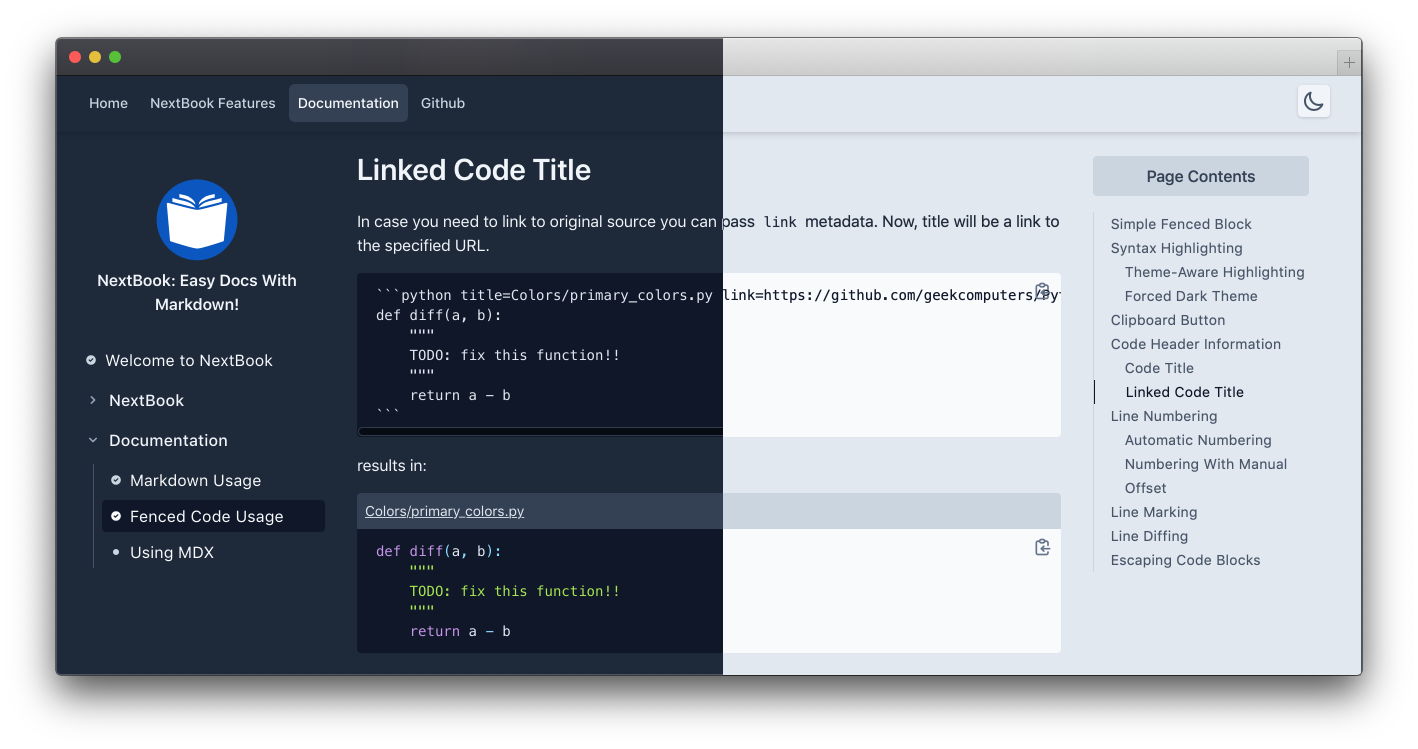 Home NextBook Features Documentation Github
NextBook: Easy Docs With
Markdown!
Welcome to NextBook
NextBook
Documentation
Markdown Usage
Fenced Code Usage
Using MDX
Linked Code Title
In case you need to link to original source you can pass link metadata. Now, title will be a link to
the specified URL.
```python title=Colors/primary_colors.py link=https://github.com/geekcomputers/Pyt
def diff(a, b):
"""
TODO: fix this function!!
"""
return a - b
```
results in:
Colors/primary_colors.py
def diff(a, b):
"""
TODO: fix this function!!
"""
return a - b
Page Contents
Simple Fenced Block
Syntax Highlighting
Theme-Aware Highlighting
Forced Dark Theme
Clipboard Button
Code Header Information
Code Title
Linked Code Title
Line Numbering
Automatic Numbering
Numbering With Manual
Offset
Line Marking
Line Diffing
Escaping Code Blocks